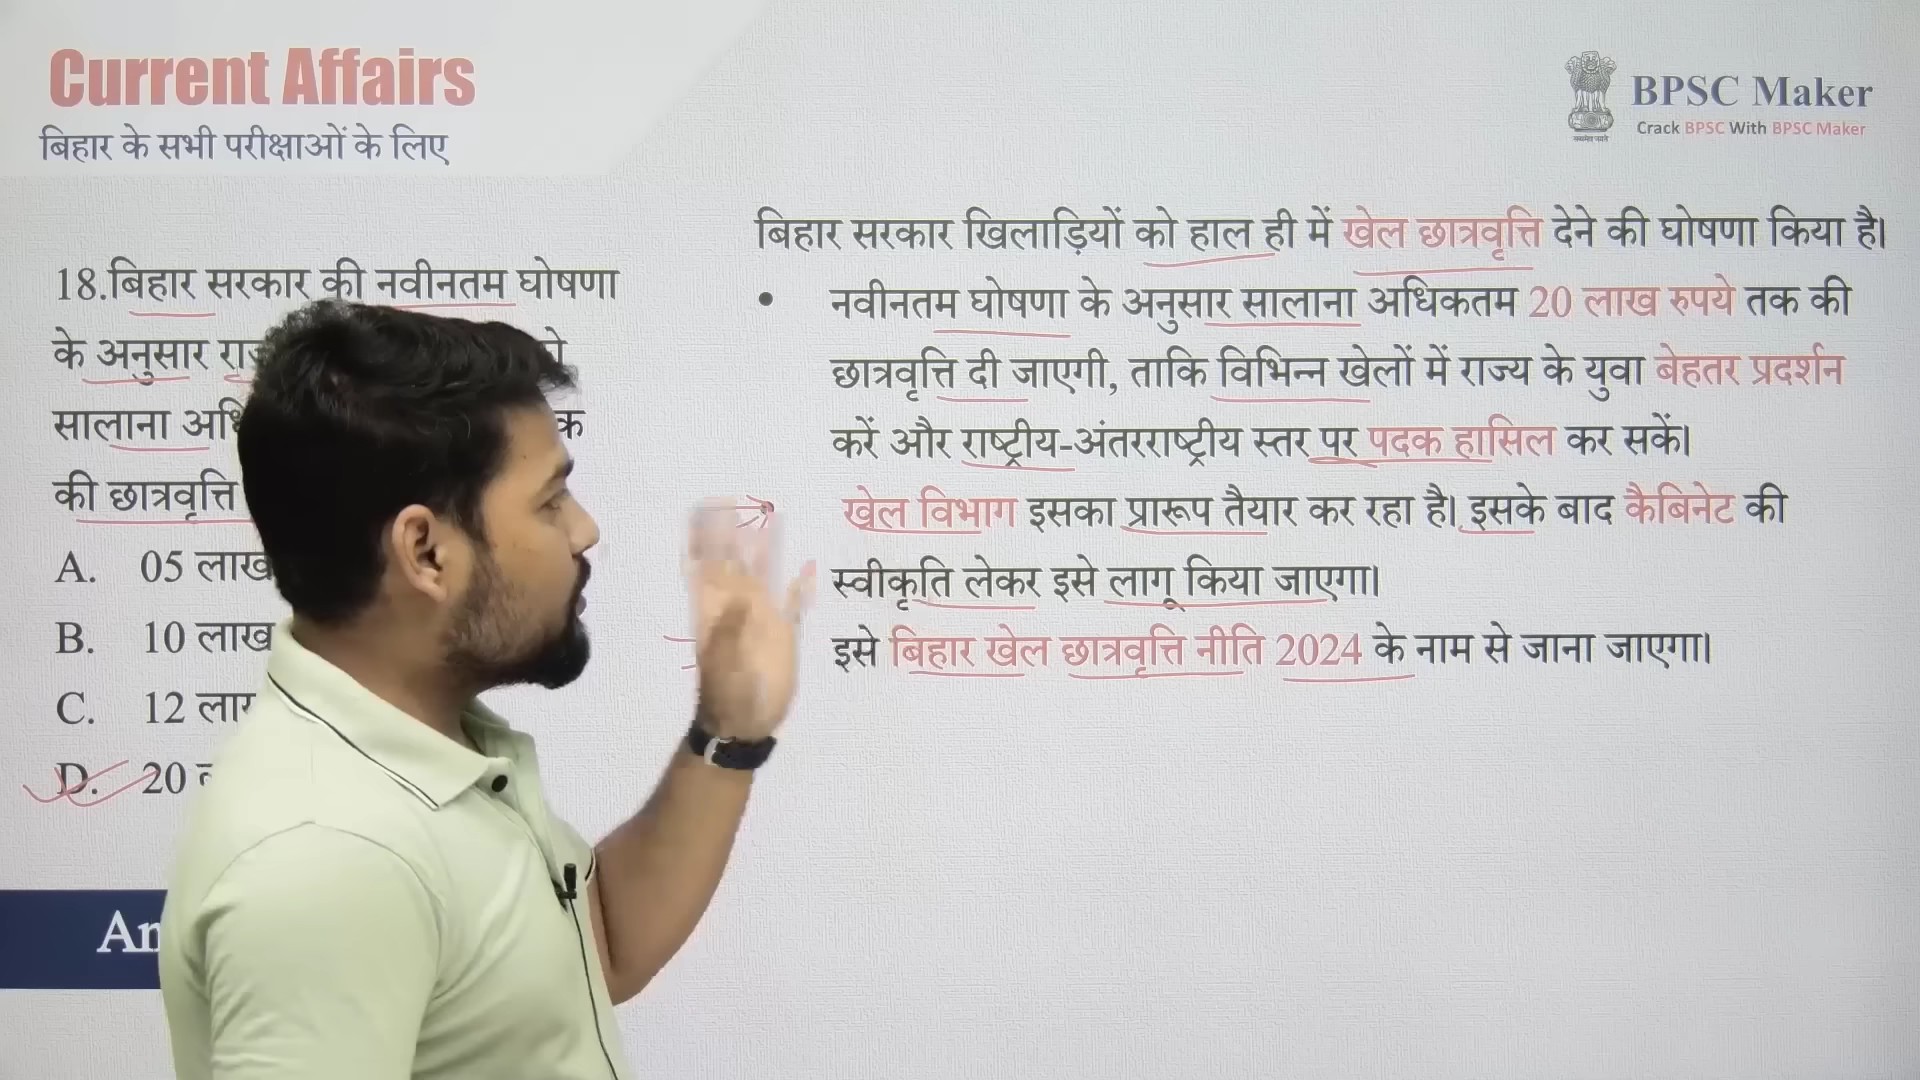 Current Affairs
बिहार के सभी परीक्षाओं के लिए
BPSC Maker
Crack BPSC With BPSC Maker
18.बिहार सरकार की नवीनतम घोषणा
के अनुसार
सालाना
की छात्रवृत्ति
A. 05 लाख
B. 10 लाख
C. 12
D. 20
बिहार सरकार खिलाड़ियों को हाल ही में खेल छात्रवृत्ति देने की घोषणा किया है।
• नवीनतम घोषणा के अनुसार सालाना अधिकतम 20 लाख रुपये तक की
छात्रवृत्ति दी जाएगी, ताकि विभिन्न खेलों में राज्य के युवा बेहतर प्रदर्शन
करें और राष्ट्रीय-अंतरराष्ट्रीय स्तर पर पदक हासिल कर सकें।
खेल विभाग इसका प्रारूप तैयार कर रहा है। इसके बाद कैबिनेट की
स्वीकृति लेकर इसे लागू किया जाएगा।
इसे बिहार खेल छात्रवृत्ति नीति 2024 के नाम से जाना जाएगा।